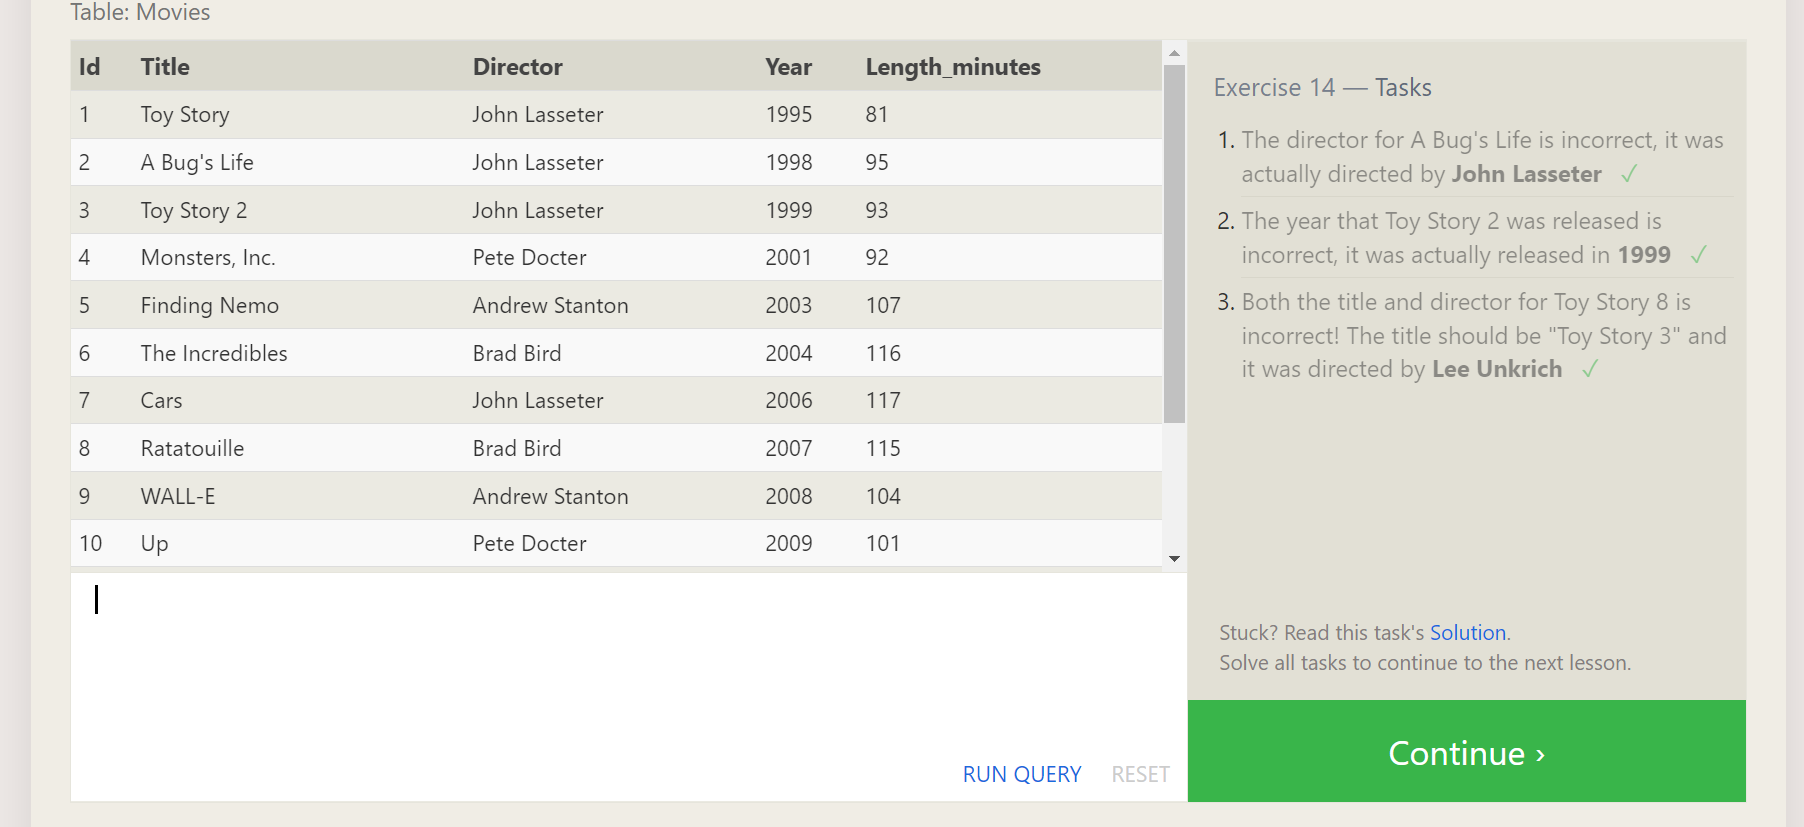 Table: Movies
Id Title Director Year Length_minutes
1 Toy Story John Lasseter 1995 81
2 A Bug's Life John Lasseter 1998 95
3 Toy Story 2 John Lasseter 1999 93
4 Monsters, Inc. Pete Docter 2001 92
5 Finding Nemo Andrew Stanton 2003 107
6 The Incredibles Brad Bird 2004 116
7 Cars John Lasseter 2006 117
8 Ratatouille Brad Bird 2007 115
9 WALL-E Andrew Stanton 2008 104
10 Up Pete Docter 2009 101
RUN QUERY RESET
Exercise 14 — Tasks
1. The director for A Bug's Life is incorrect, it was
actually directed by John Lasseter ✓
2. The year that Toy Story 2 was released is
incorrect, it was actually released in 1999 ✓
3. Both the title and director for Toy Story 8 is
incorrect! The title should be "Toy Story 3" and
it was directed by Lee Unkrich ✓
Stuck? Read this task's Solution.
Solve all tasks to continue to the next lesson.
Continue ›